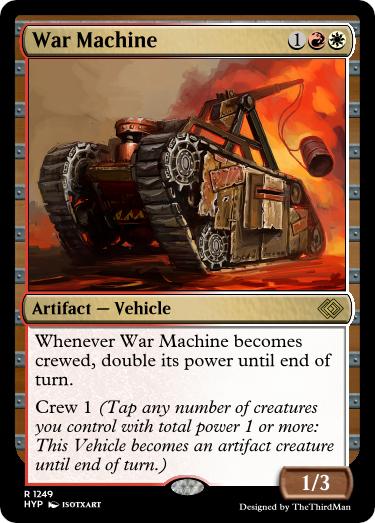 War Machine 1
Artifact — Vehicle
Whenever War Machine becomes
crewed, double its power until end of
turn.
Crew 1 (Tap any number of creatures
you control with total power 1 or more:
This Vehicle becomes an artifact creature
until end of turn.)
1/3
R 1249
HYP ISOTXART
Designed by TheThirdMan